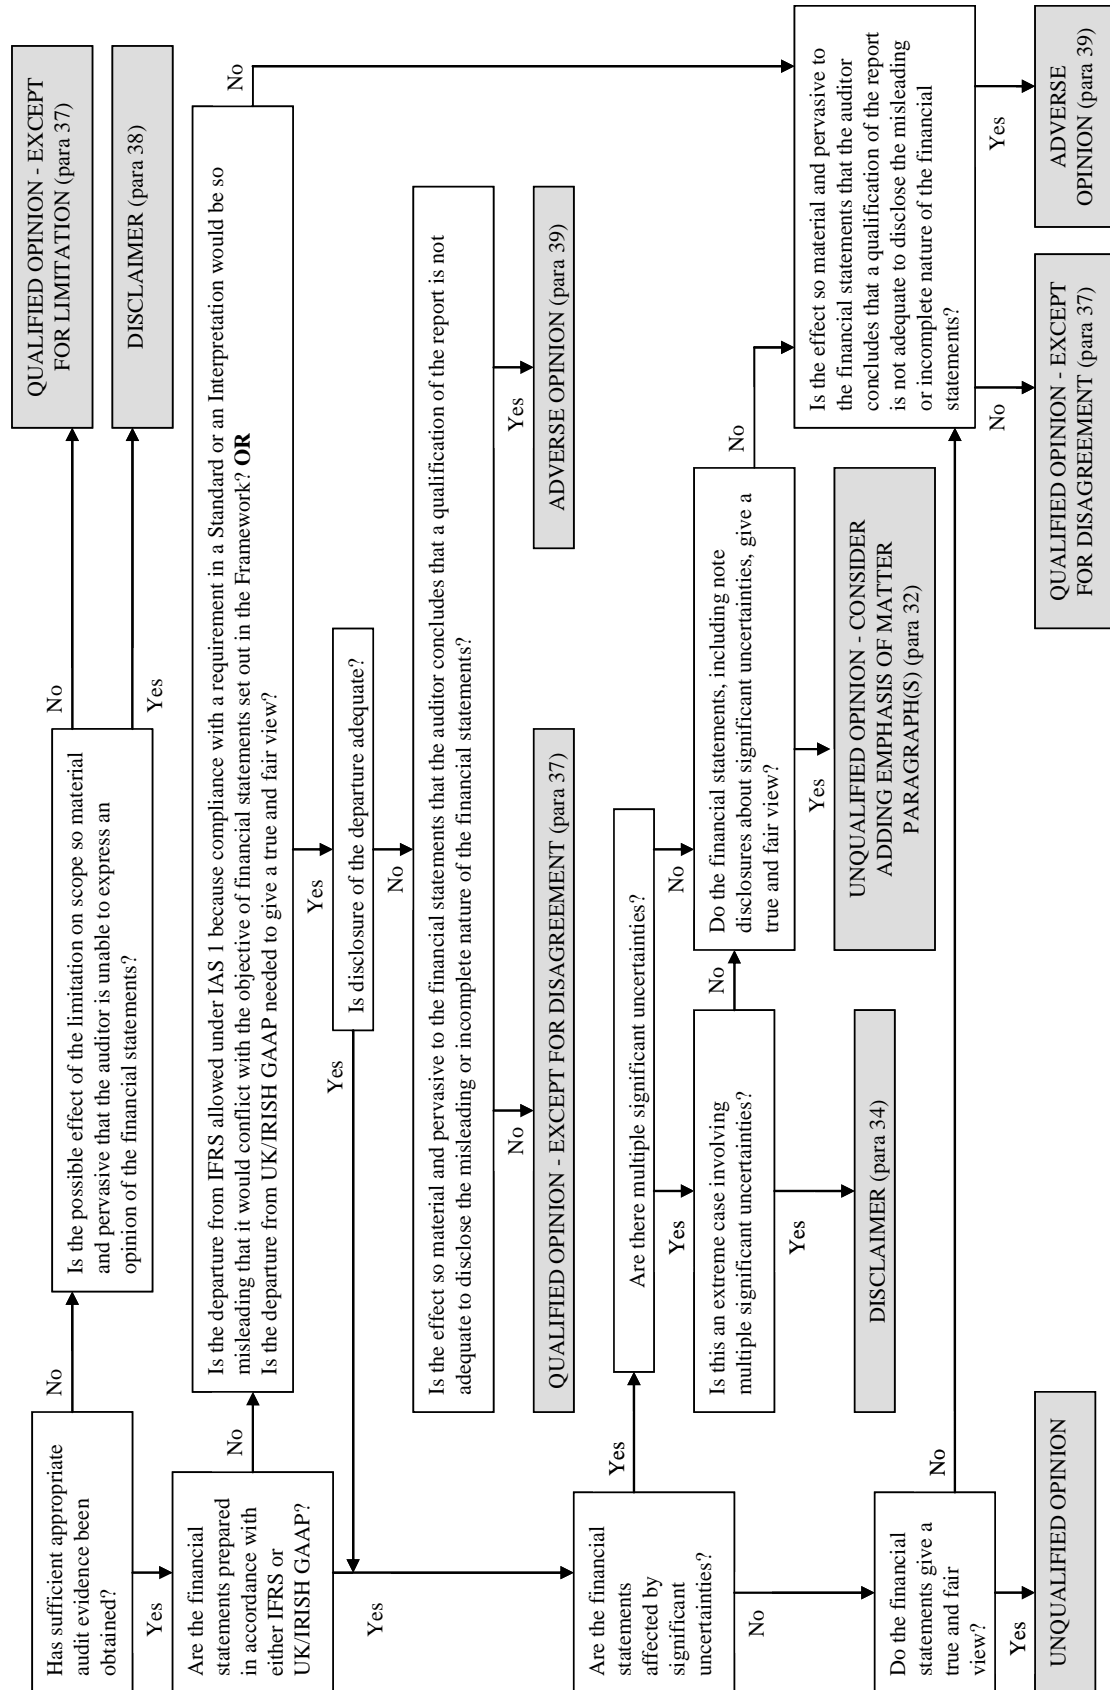 Has sufficient appropriate
audit evidence been
obtained?
No
Is the possible effect of the limitation on scope so material
and pervasive that the auditor is unable to express an
opinion of the financial statements?
No
QUALIFIED OPINION - EXCEPT
FOR LIMITATION (para 37)
Yes
DISCLAIMER (para 38)
Yes
Are the financial
statements prepared
in accordance with
either IFRS or
UK/IRISH GAAP?
No
Is the departure from IFRS allowed under IAS 1 because compliance with a requirement in a Standard or an Interpretation would be so
misleading that it would conflict with the objective of financial statements set out in the Framework? OR
Is the departure from UK/IRISH GAAP needed to give a true and fair view?
No
Yes
Is disclosure of the departure adequate?
Yes
No
Is the effect so material and pervasive to the financial statements that the auditor concludes that a qualification of the report is not
adequate to disclose the misleading or incomplete nature of the financial statements?
No
QUALIFIED OPINION - EXCEPT FOR DISAGREEMENT (para 37)
Yes
ADVERSE OPINION (para 39)
Yes
Are the financial
statements
affected by
significant
uncertainties?
Yes
Are there multiple significant uncertainties?
Yes
No
Is this an extreme case involving
multiple significant uncertainties?
No
Yes
DISCLAIMER (para 34)
Do the financial statements, including note
disclosures about significant uncertainties, give a
true and fair view?
No
Yes
UNQUALIFIED OPINION - CONSIDER
ADDING EMPHASIS OF MATTER
PARAGRAPH(S) (para 32)
Is the effect so material and pervasive to
the financial statements that the auditor
concludes that a qualification of the report
is not adequate to disclose the misleading
or incomplete nature of the financial
statements?
No
QUALIFIED OPINION - EXCEPT
FOR DISAGREEMENT (para 37)
Yes
ADVERSE
OPINION (para 39)
No
Do the financial
statements give a
true and fair
view?
No
Yes
UNQUALIFIED OPINION